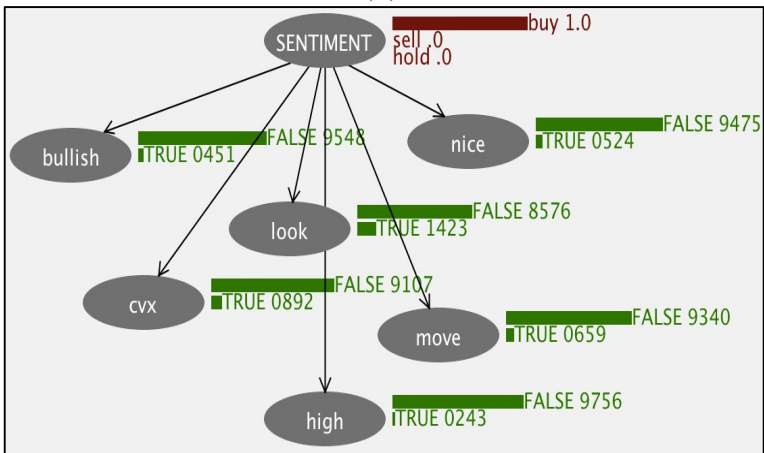 SENTIMENT
buy 1.0
sell .0
hold .0
bullish
FALSE 9548
TRUE 0451
nice
FALSE 9475
TRUE 0524
look
FALSE 8576
TRUE 1423
cvx
FALSE 9107
TRUE 0892
move
FALSE 9340
TRUE 0659
high
FALSE 9756
TRUE 0243